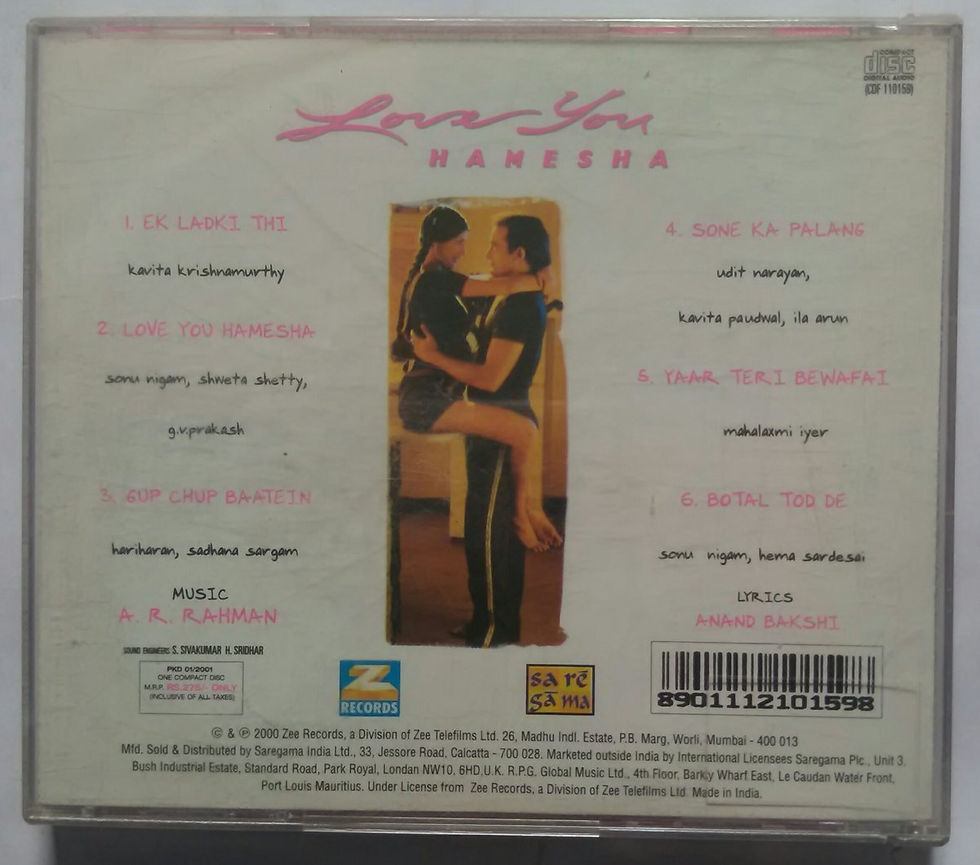 COMPACT
disc
DIGITAL AUDIO
(CDF 110159)
Love You
HAMESHA
1. EK LADKI THI
kavita krishnamurthy
2. LOVE YOU HAMESHA
sonu nigam, shweta shetty,
g.v.prakash
3. GUP CHUP BAATEIN
hariharan, sadhana sargam
MUSIC
A. R. RAHMAN
SOUND ENGINEERS S. SIVAKUMAR H. SRIDHAR
4. SONE KA PALANG
udit narayan,
kavita paudwal, ila arun
5. YAAR TERI BEWAFAI
mahalaxmi iyer
6. BOTAL TOD DE
sonu nigam, hema sardesai
LYRICS
ANAND BAKSHI
PKD 01/2001
ONE COMPACT DISC
M.R.P. RS.275/- ONLY
(INCLUSIVE OF ALL TAXES)
Z
RECORDS
sa rē
gā ma
8901112101598
© & ℗ 2000 Zee Records, a Division of Zee Telefilms Ltd. 26, Madhu Indl. Estate, P.B. Marg, Worli, Mumbai - 400 013
Mfd. Sold & Distributed by Saregama India Ltd., 33, Jessore Road, Calcatta - 700 028. Marketed outside India by International Licensees Saregama Plc., Unit 3.
Bush Industrial Estate, Standard Road, Park Royal, Londan NW10. 6HD,U.K. R.P.G. Global Music Ltd., 4th Floor, Barkly Wharf East, Le Caudan Water Front,
Port Louis Mauritius. Under License from Zee Records, a Division of Zee Telefilms Ltd. Made in India.